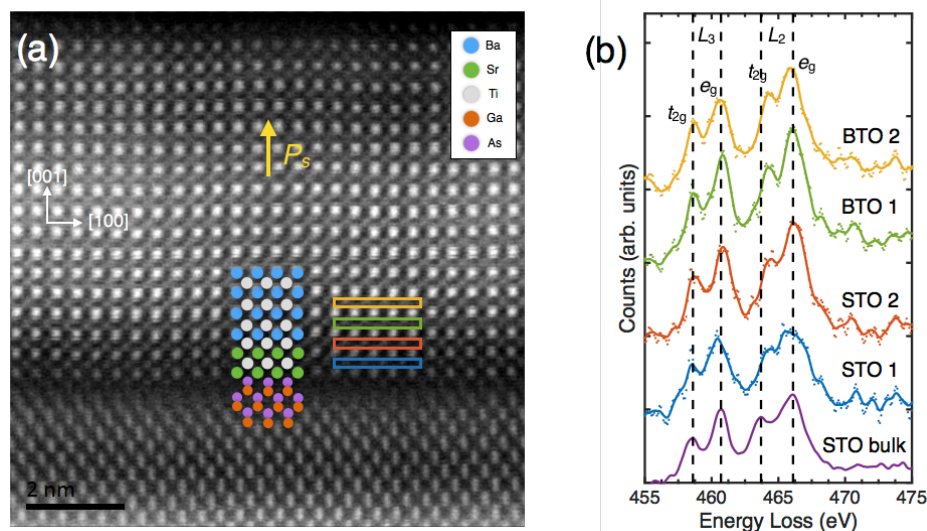 (a)
Ba
Sr
Ti
Ga
As
Ps
[001]
[100]
2 nm
(b)
L3
L2
t2g
eg
t2g
eg
BTO 2
BTO 1
STO 2
STO 1
STO bulk
Counts (arb. units)
455 460 465 470 475
Energy Loss (eV)